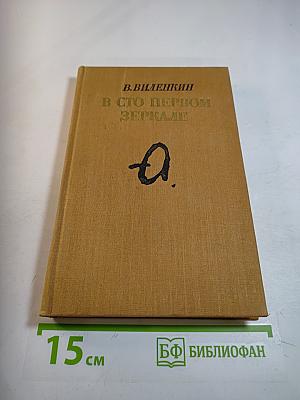 В. ВИЛЕНКИН
В СТО ПЕРВОМ
ЗЕРКАЛЕ
а.
15 см
БФ БИБЛИОФАН